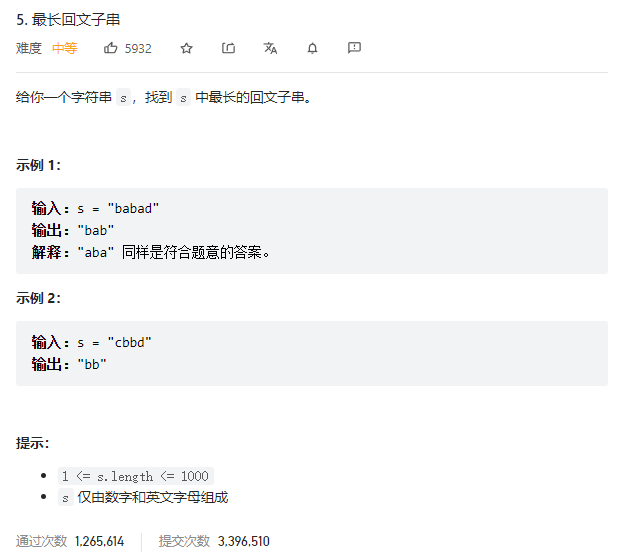 5. 最长回文子串
难度 中等 5932
给你一个字符串 s，找到 s 中最长的回文子串。
示例 1：
输入：s = "babad"
输出："bab"
解释："aba" 同样是符合题意的答案。
示例 2：
输入：s = "cbbd"
输出："bb"
提示：
1 <= s.length <= 1000
s 仅由数字和英文字母组成
通过次数 1,265,614 提交次数 3,396,510